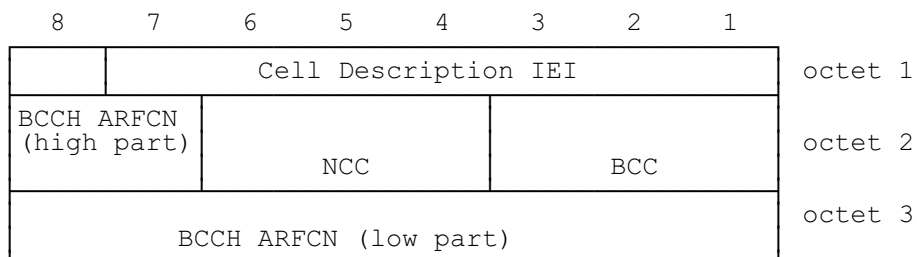 8 7 6 5 4 3 2 1
Cell Description IEI octet 1
BCCH ARFCN
(high part) octet 2
NCC BCC
octet 3
BCCH ARFCN (low part)